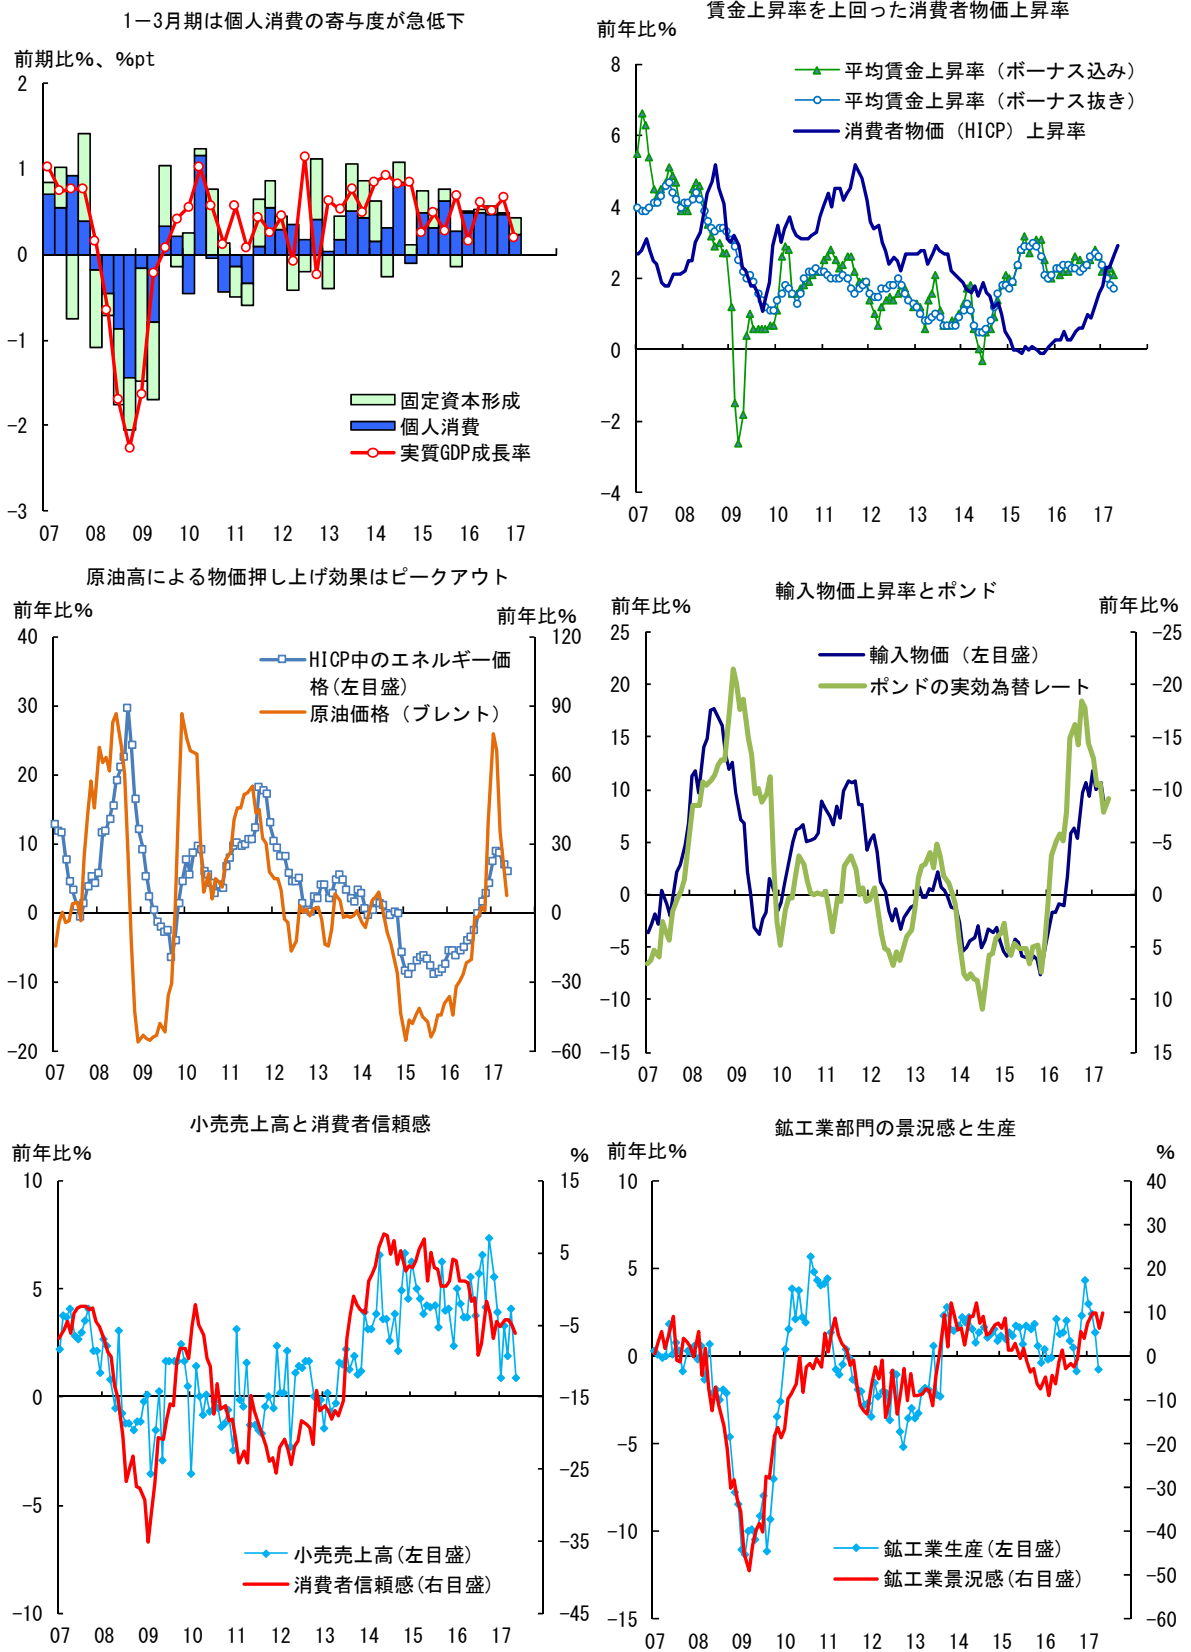 1－3月期は個人消費の寄与度が急低下
前期比%、%pt
2
1
0
-1
-2
-3
固定資本形成
個人消費
実質GDP成長率
07 08 09 10 11 12 13 14 15 16 17
賃金上昇率を上回った消費者物価上昇率
前年比%
8
6
4
2
0
-2
-4
平均賃金上昇率（ボーナス込み）
平均賃金上昇率（ボーナス抜き）
消費者物価（HICP）上昇率
07 08 09 10 11 12 13 14 15 16 17
原油高による物価押し上げ効果はピークアウト
前年比%
前年比%
40
30
20
10
0
-10
-20
120
90
60
30
0
-30
-60
HICP中のエネルギー価
格(左目盛)
原油価格（ブレント）
07 08 09 10 11 12 13 14 15 16 17
輸入物価上昇率とポンド
前年比%
前年比%
25
20
15
10
5
0
-5
-10
-15
-25
-20
-15
-10
-5
0
5
10
15
輸入物価（左目盛）
ポンドの実効為替レート
07 08 09 10 11 12 13 14 15 16 17
小売売上高と消費者信頼感
前年比%
%
10
5
0
-5
-10
15
5
-5
-15
-25
-35
-45
小売売上高(左目盛)
消費者信頼感(右目盛)
07 08 09 10 11 12 13 14 15 16 17
鉱工業部門の景況感と生産
前年比%
%
10
5
0
-5
-10
-15
40
30
20
10
0
-10
-20
-30
-40
-50
-60
鉱工業生産(左目盛)
鉱工業景況感(右目盛)
07 08 09 10 11 12 13 14 15 16 17